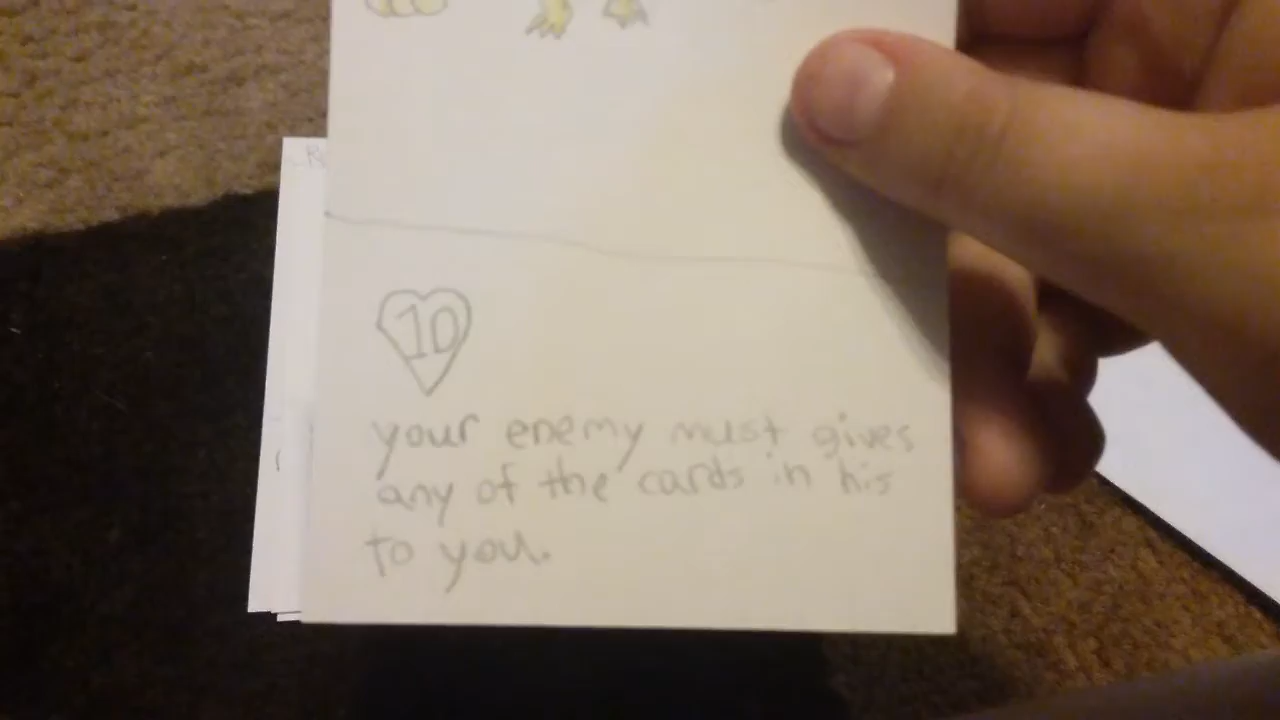 10
your enemy must gives
any of the cards in his
to you.